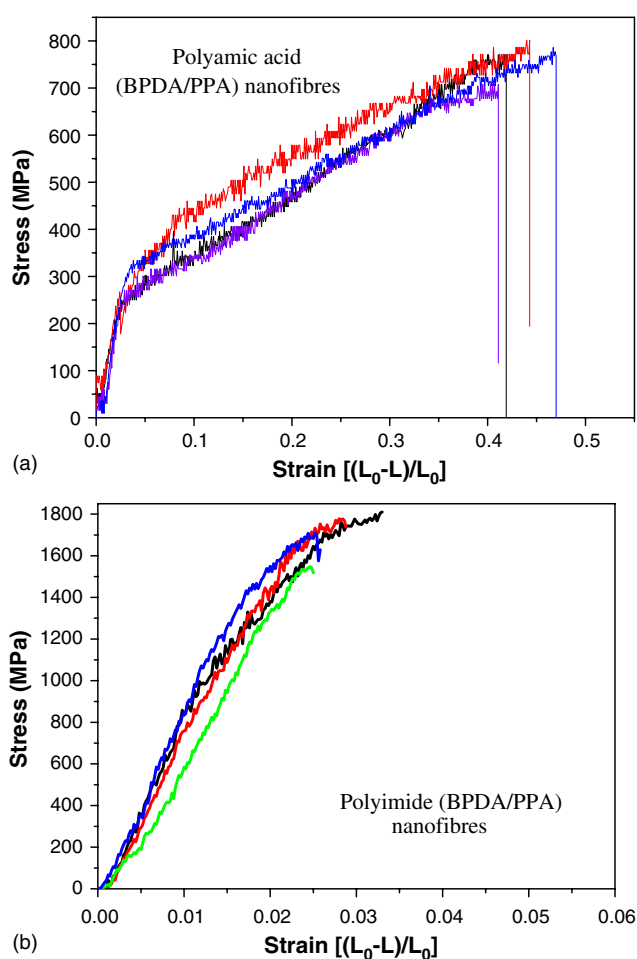 800
700
600
500
400
300
200
100
0
Stress (MPa)
Polyamic acid
(BPDA/PPA) nanofibres
0.0 0.1 0.2 0.3 0.4 0.5
(a)
Strain [(L₀-L)/L₀]
1800
1600
1400
1200
1000
800
600
400
200
0
Stress (MPa)
Polyimide (BPDA/PPA)
nanofibres
0.00 0.01 0.02 0.03 0.04 0.05 0.06
(b)
Strain [(L₀-L)/L₀]